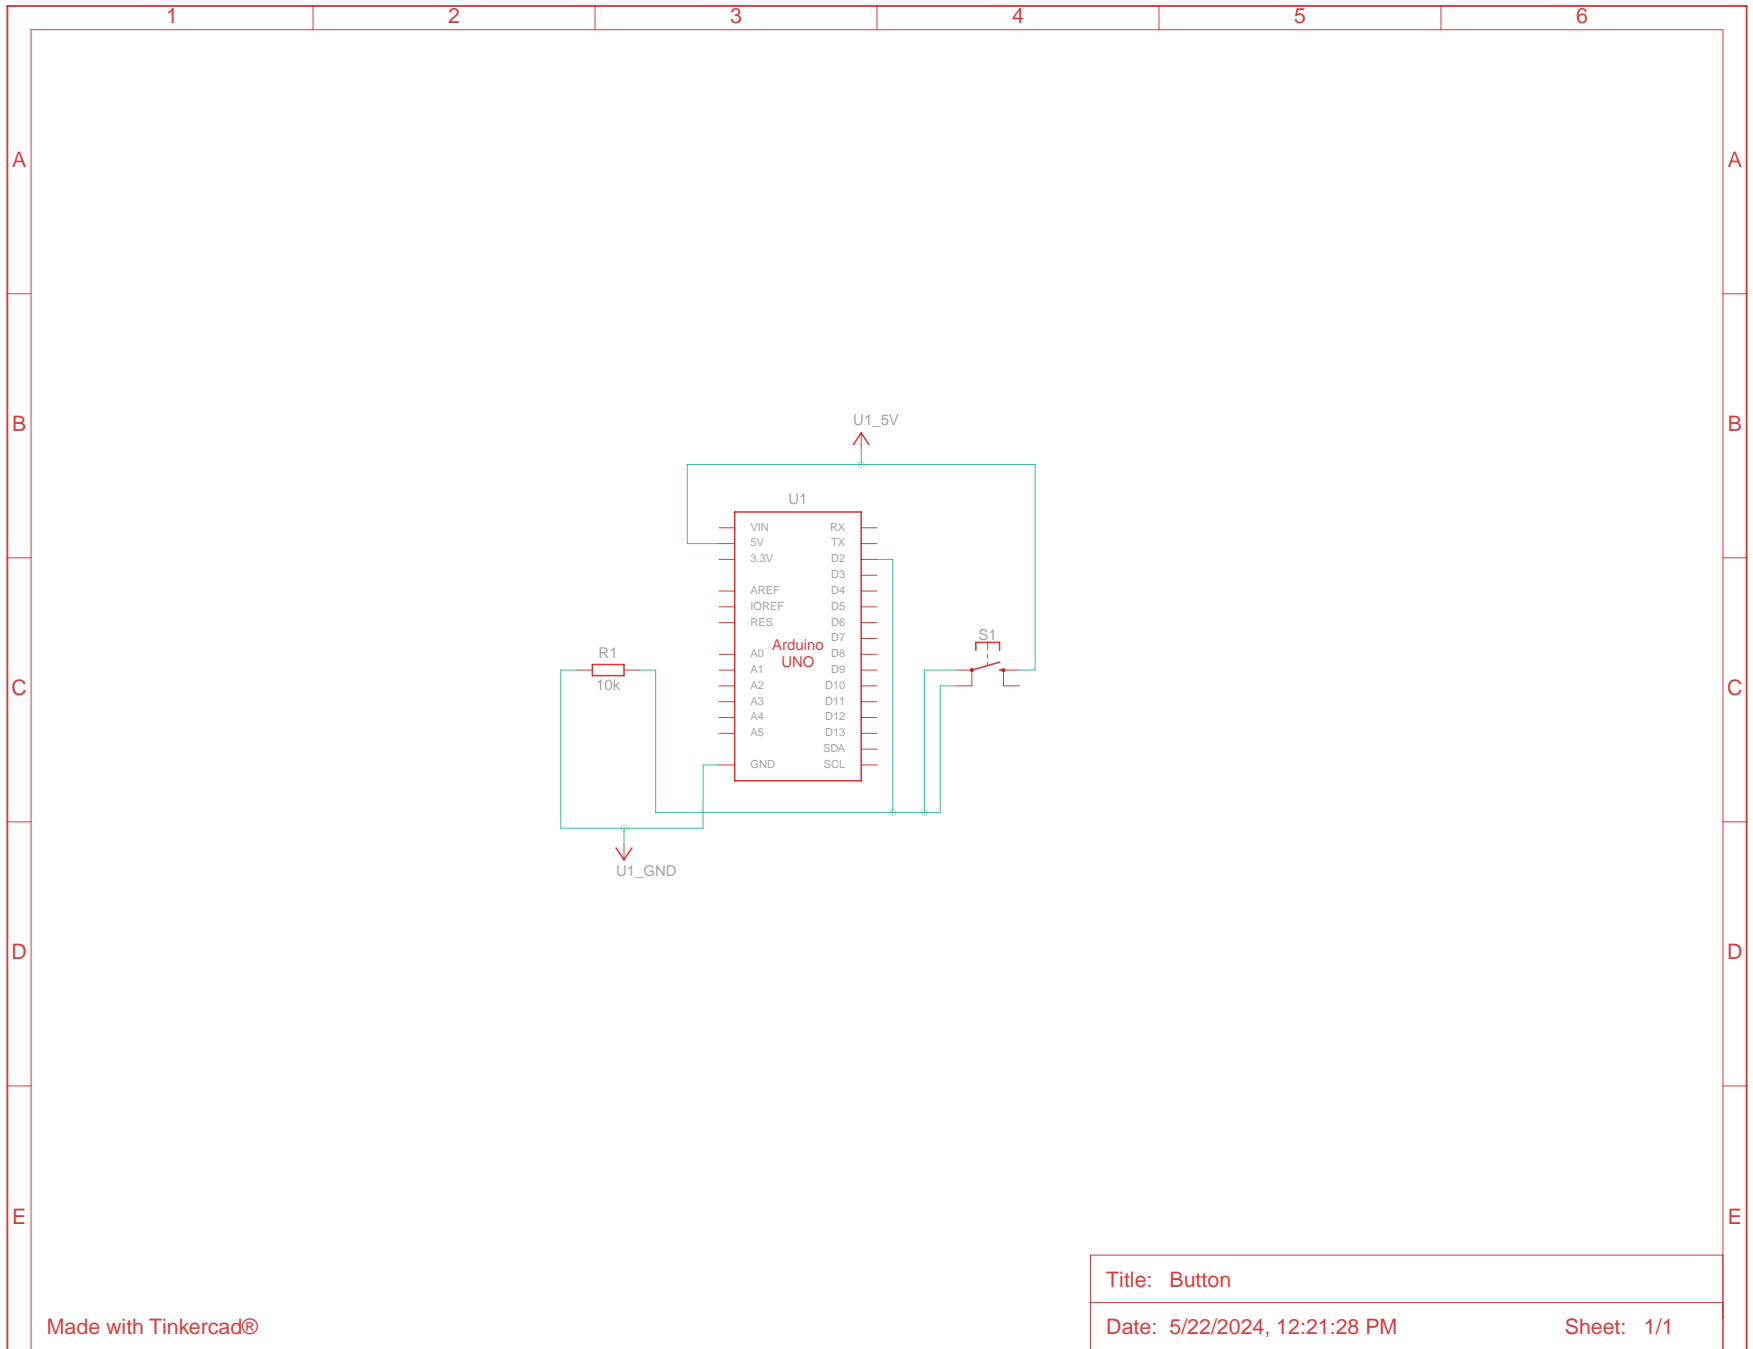 1 2 3 4 5 6
A A
B B
U1_5V
U1
VIN RX
5V TX
3.3V D2
D3
AREF D4
IOREF D5
RES D6
D7
Arduino
UNO
A0 D8
A1 D9
A2 D10
A3 D11
A4 D12
A5 D13
SDA
GND SCL
S1
R1
10k
C C
U1_GND
D D
E E
Title: Button
Made with Tinkercad®
Date: 5/22/2024, 12:21:28 PM Sheet: 1/1